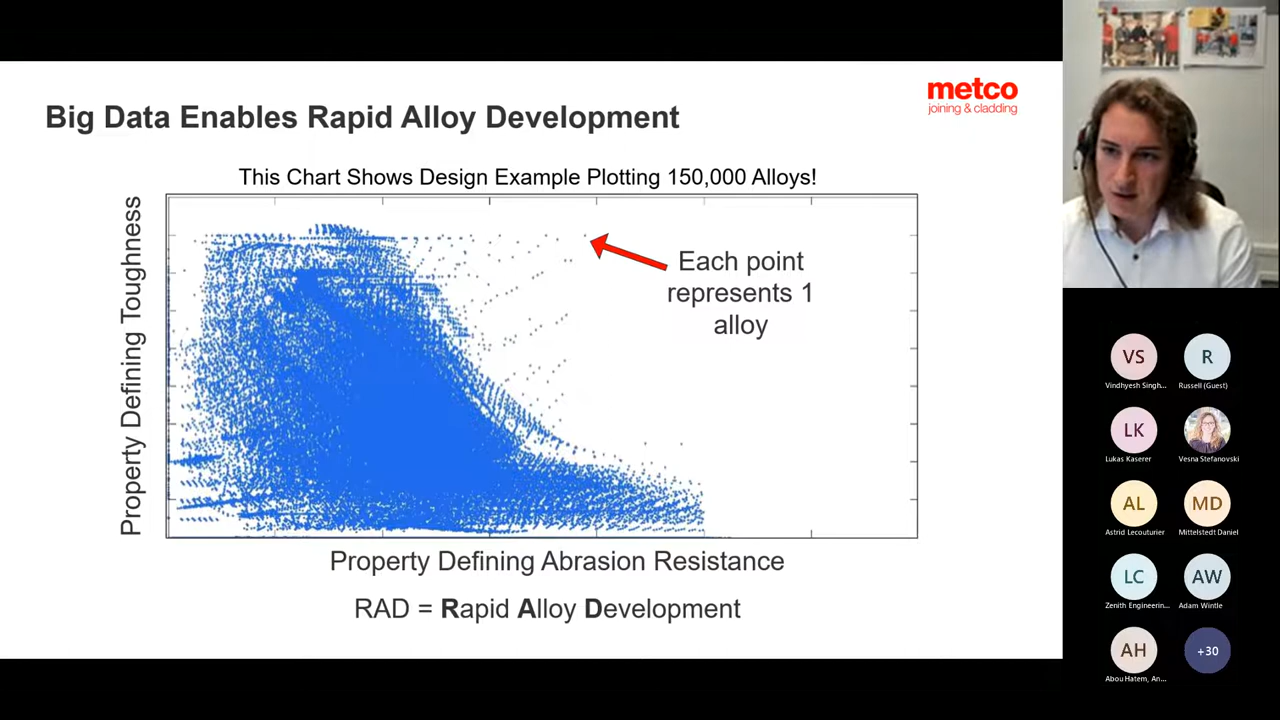 metco
joining & cladding
Big Data Enables Rapid Alloy Development
This Chart Shows Design Example Plotting 150,000 Alloys!
Property Defining Toughness
Each point
represents 1
alloy
Property Defining Abrasion Resistance
RAD = Rapid Alloy Development
VS
Vindhyesh Singh...
R
Russell (Guest)
LK
Lukas Kaserer
Vesna Stefanovski
AL
Astrid Lecouturier
MD
Mittelstedt Daniel
LC
Zenith Engineerin...
AW
Adam Wintle
AH
Abou Hatem, An...
+30